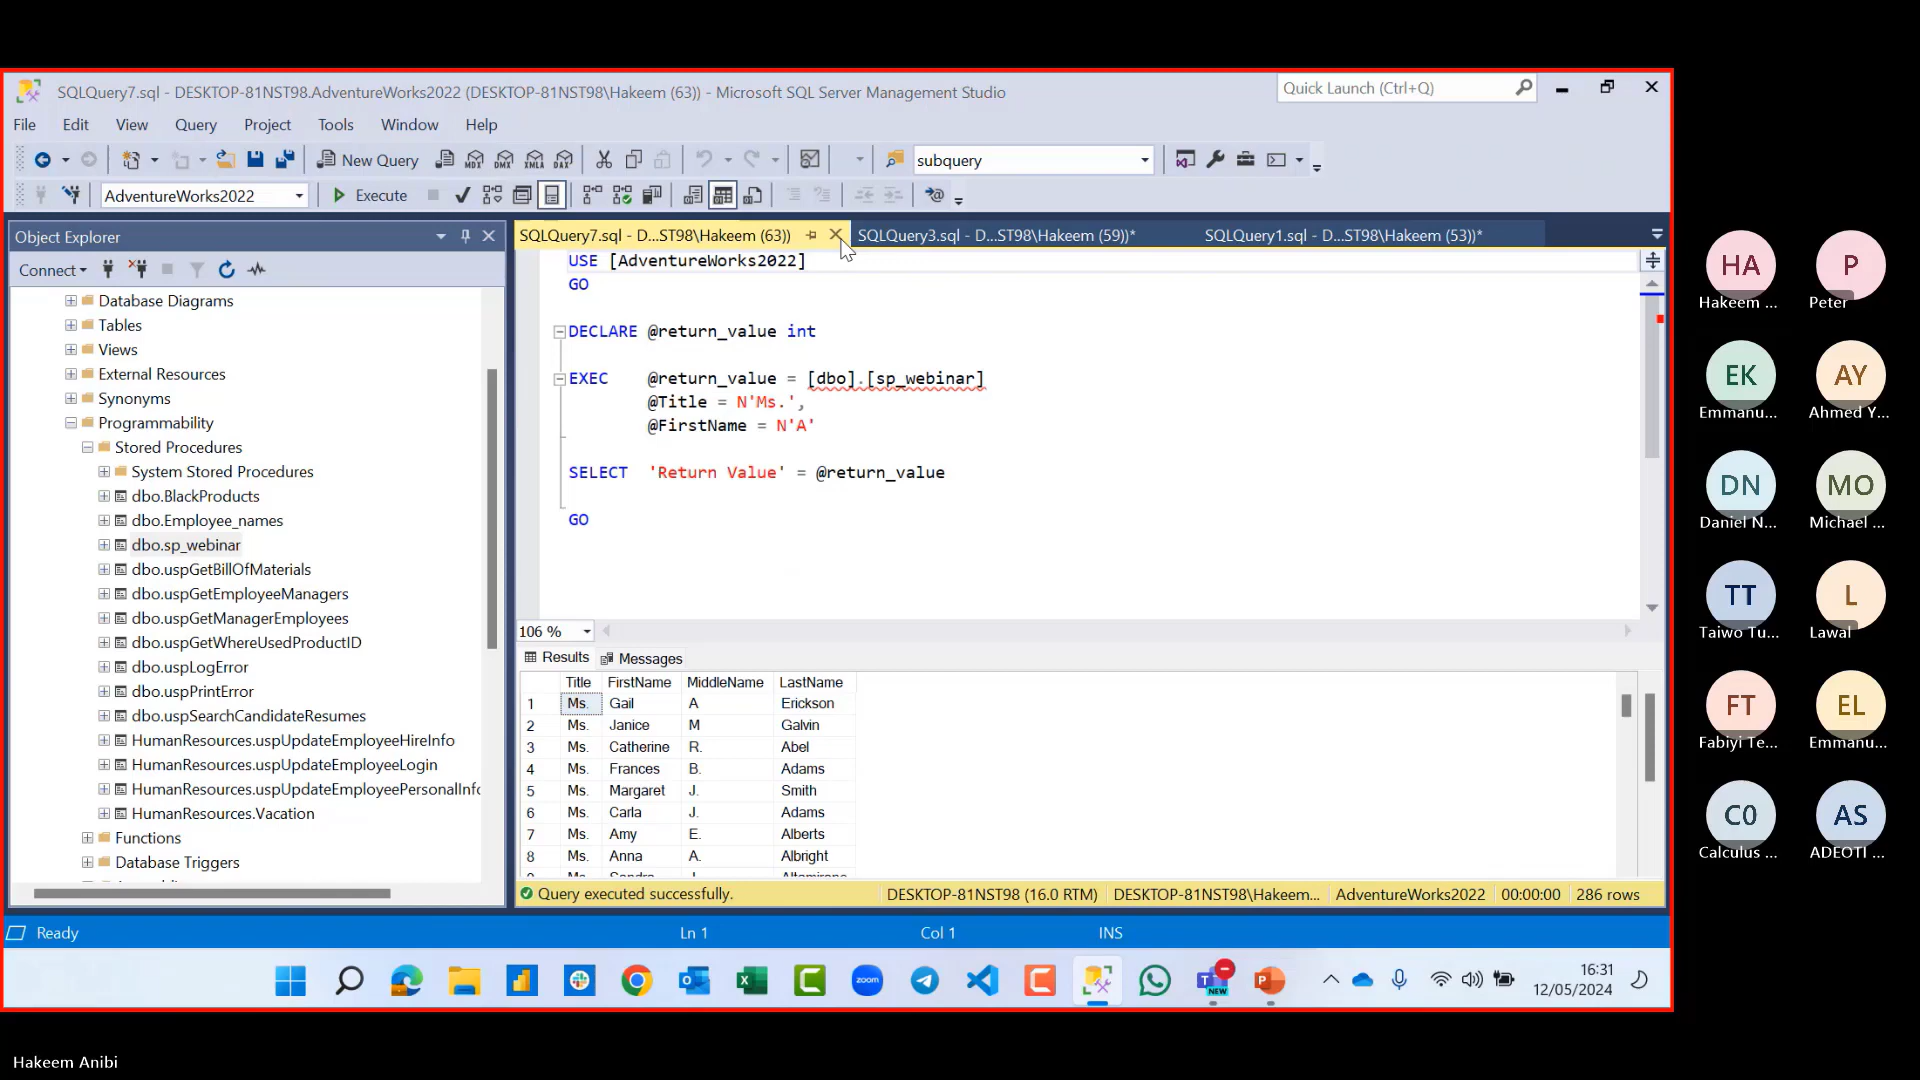 SQLQuery7.sql - DESKTOP-81NST98.AdventureWorks2022 (DESKTOP-81NST98\Hakeem (63)) - Microsoft SQL Server Management Studio
Quick Launch (Ctrl+Q)
File Edit View Query Project Tools Window Help
New Query
MDX DMX XMLA DAX
subquery
AdventureWorks2022
Execute
Object Explorer
SQLQuery7.sql - D...ST98\Hakeem (63))
SQLQuery3.sql - D...ST98\Hakeem (59))*
SQLQuery1.sql - D...ST98\Hakeem (53))*
Connect
Database Diagrams
Tables
Views
External Resources
Synonyms
Programmability
Stored Procedures
System Stored Procedures
dbo.BlackProducts
dbo.Employee_names
dbo.sp_webinar
dbo.uspGetBillOfMaterials
dbo.uspGetEmployeeManagers
dbo.uspGetManagerEmployees
dbo.uspGetWhereUsedProductID
dbo.uspLogError
dbo.uspPrintError
dbo.uspSearchCandidateResumes
HumanResources.uspUpdateEmployeeHireInfo
HumanResources.uspUpdateEmployeeLogin
HumanResources.uspUpdateEmployeePersonalInfo
HumanResources.Vacation
Functions
Database Triggers
USE [AdventureWorks2022]
GO
DECLARE @return_value int
EXEC @return_value = [dbo].[sp_webinar]
@Title = N'Ms.',
@FirstName = N'A'
SELECT 'Return Value' = @return_value
GO
106 %
Results Messages
Title FirstName MiddleName LastName
1 Ms. Gail A Erickson
2 Ms. Janice M Galvin
3 Ms. Catherine R. Abel
4 Ms. Frances B. Adams
5 Ms. Margaret J. Smith
6 Ms. Carla J. Adams
7 Ms. Amy E. Alberts
8 Ms. Anna A. Albright
Query executed successfully.
DESKTOP-81NST98 (16.0 RTM) DESKTOP-81NST98\Hakeem... AdventureWorks2022 00:00:00 286 rows
Ready Ln 1 Col 1 INS
zoom
NEW
16:31
12/05/2024
HA P
Hakeem ... Peter
EK AY
Emmanu... Ahmed Y...
DN MO
Daniel N... Michael ...
TT L
Taiwo Tu... Lawal
FT EL
Fabiyi Te... Emmanu...
C0 AS
Calculus ... ADEOTI ...
Hakeem Anibi